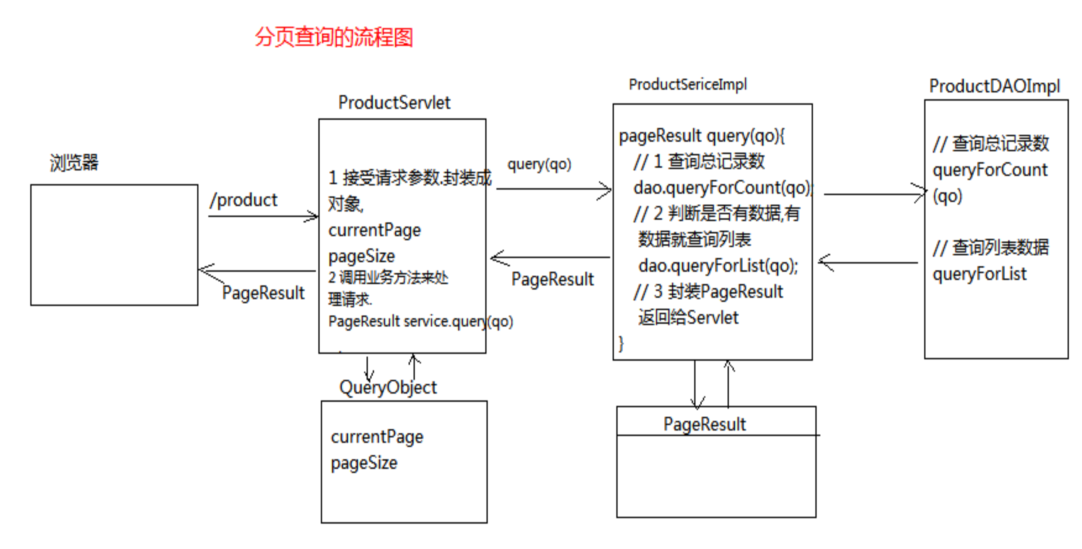 分页查询的流程图
浏览器
/product
PageResult
ProductServlet
1 接受请求参数,封装成
对象,
currentPage
pageSize
2 调用业务方法来处
理请求.
PageResult service.query(qo)
QueryObject
currentPage
pageSize
query(qo)
PageResult
ProductSericeImpl
pageResult query(qo){
// 1 查询总记录数
dao.queryForCount(qo);
// 2 判断是否有数据,有
数据就查询列表
dao.queryForList(qo);
// 3 封装PageResult
返回给Servlet
}
PageResult
ProductDAOImpl
// 查询总记录数
queryForCount
(qo)
// 查询列表数据
queryForList